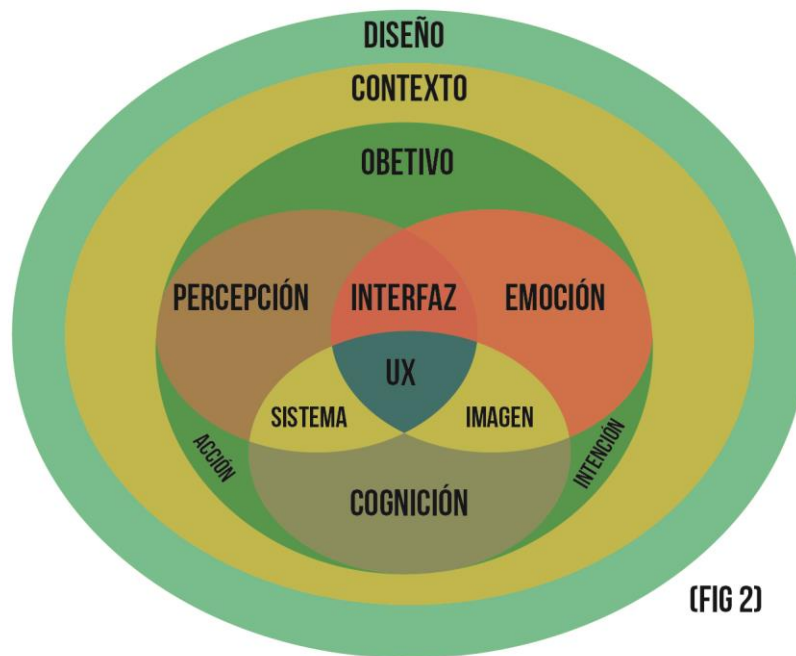 DISEÑO
CONTEXTO
OBETIVO
PERCEPCIÓN INTERFAZ EMOCIÓN
UX
SISTEMA IMAGEN
ACCIÓN INTENCIÓN
COGNICIÓN
(FIG 2)